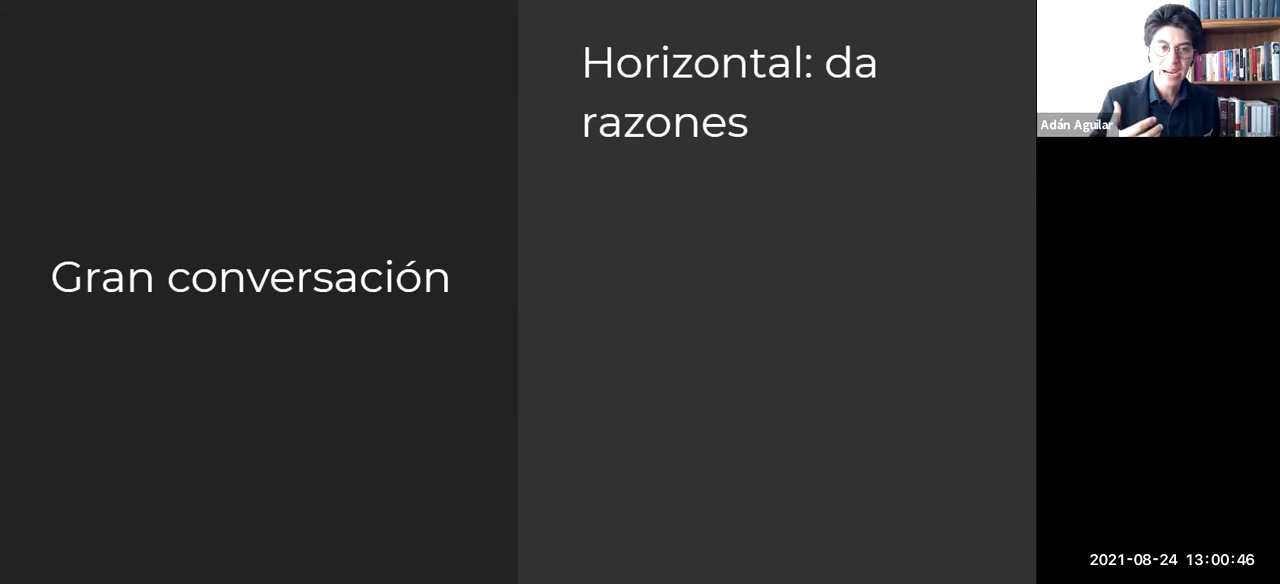 Gran conversación
Horizontal: da
razones
Adán Aguilar
2021-08-24 13:00:46